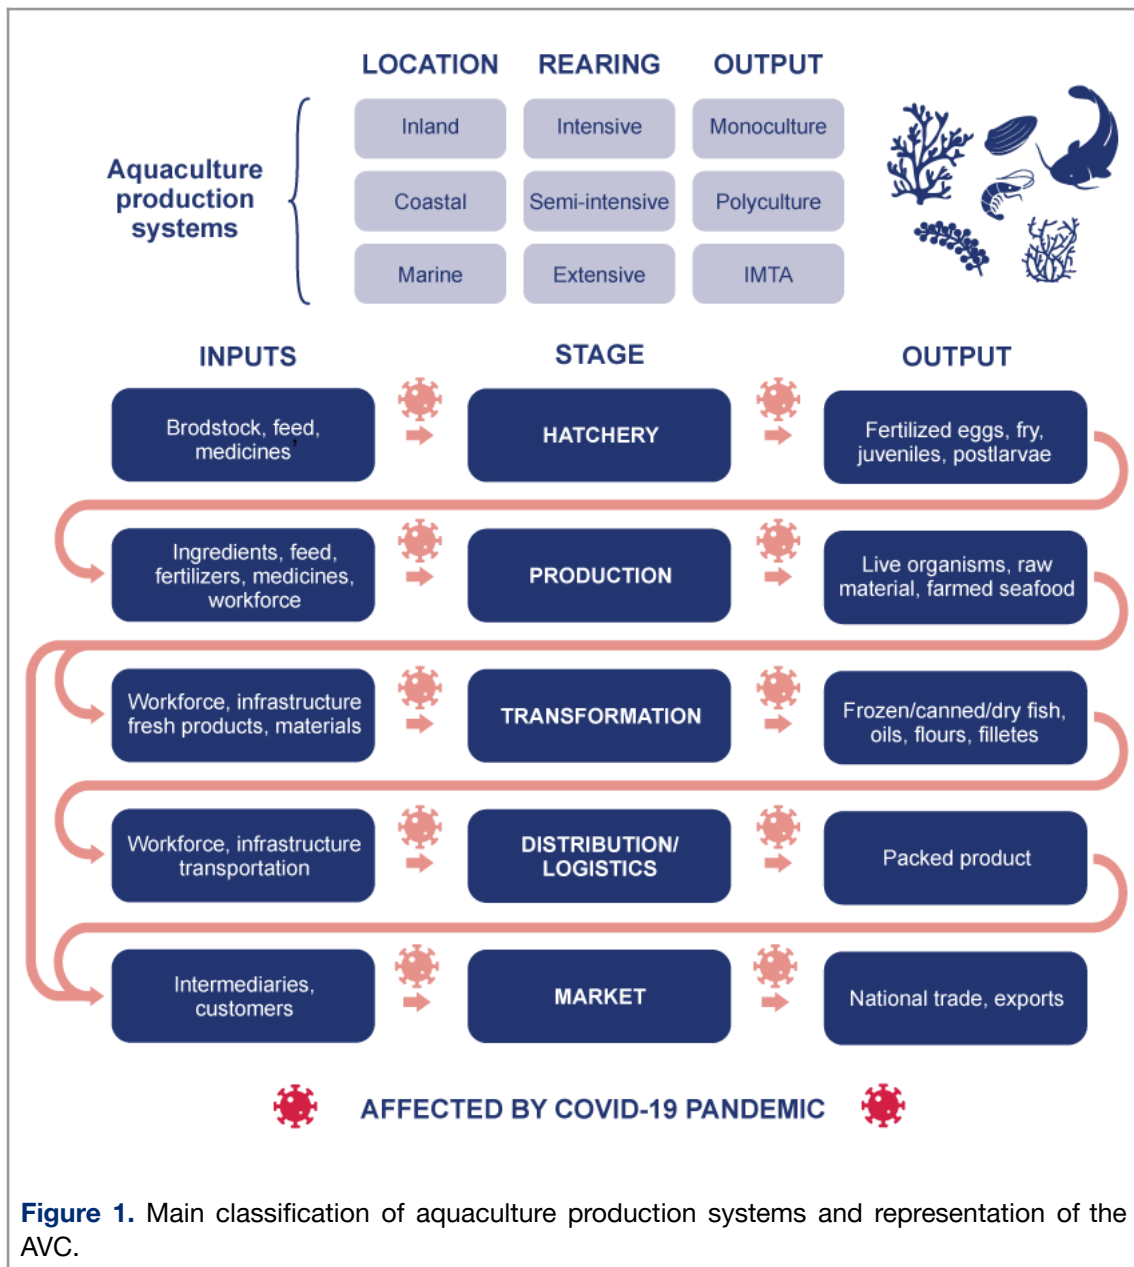 LOCATION REARING OUTPUT
Aquaculture
production
systems
Inland Intensive Monoculture
Coastal Semi-intensive Polyculture
Marine Extensive IMTA
INPUTS STAGE OUTPUT
Brodstock, feed,
medicines’
HATCHERY
Fertilized eggs, fry,
juveniles, postlarvae
Ingredients, feed,
fertilizers, medicines,
workforce
PRODUCTION
Live organisms, raw
material, farmed seafood
Workforce, infrastructure
fresh products, materials
TRANSFORMATION
Frozen/canned/dry fish,
oils, flours, filletes
Workforce, infrastructure
transportation
DISTRIBUTION/
LOGISTICS
Packed product
Intermediaries,
customers
MARKET
National trade, exports
AFFECTED BY COVID-19 PANDEMIC
Figure 1. Main classification of aquaculture production systems and representation of the
AVC.